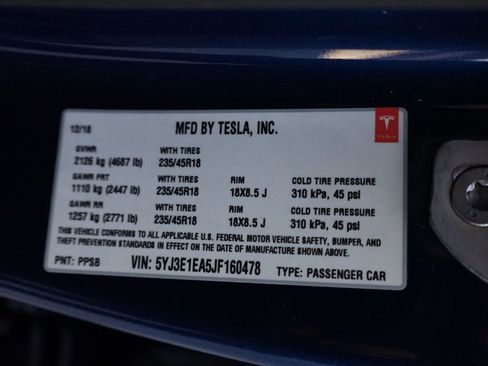 12/18 MFD BY TESLA, INC.
TESLA
GVWR WITH TIRES
2126 kg (4687 lb) 235/45R18
GAWR FRT WITH TIRES RIM COLD TIRE PRESSURE
1110 kg (2447 lb) 235/45R18 18X8.5 J 310 kPa, 45 psi
GAWR RR WITH TIRES RIM COLD TIRE PRESSURE
1257 kg (2771 lb) 235/45R18 18X8.5 J 310 kPa, 45 psi
THIS VEHICLE CONFORMS TO ALL APPLICABLE U.S. FEDERAL MOTOR VEHICLE SAFETY, BUMPER, AND
THEFT PREVENTION STANDARDS IN EFFECT ON THE DATE OF MANUFACTURE SHOWN ABOVE.
PNT: PPSB VIN: 5YJ3E1EA5JF160478 TYPE: PASSENGER CAR